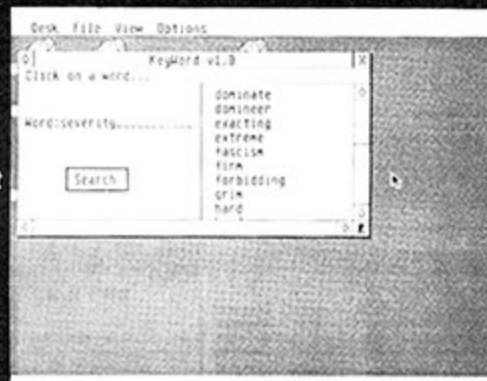 Desk File View Options
KeyWord v1.0
Click on a word...
Word:severity
Search
dominate
domineer
exacting
extreme
fascism
firm
forbidding
grim
hard